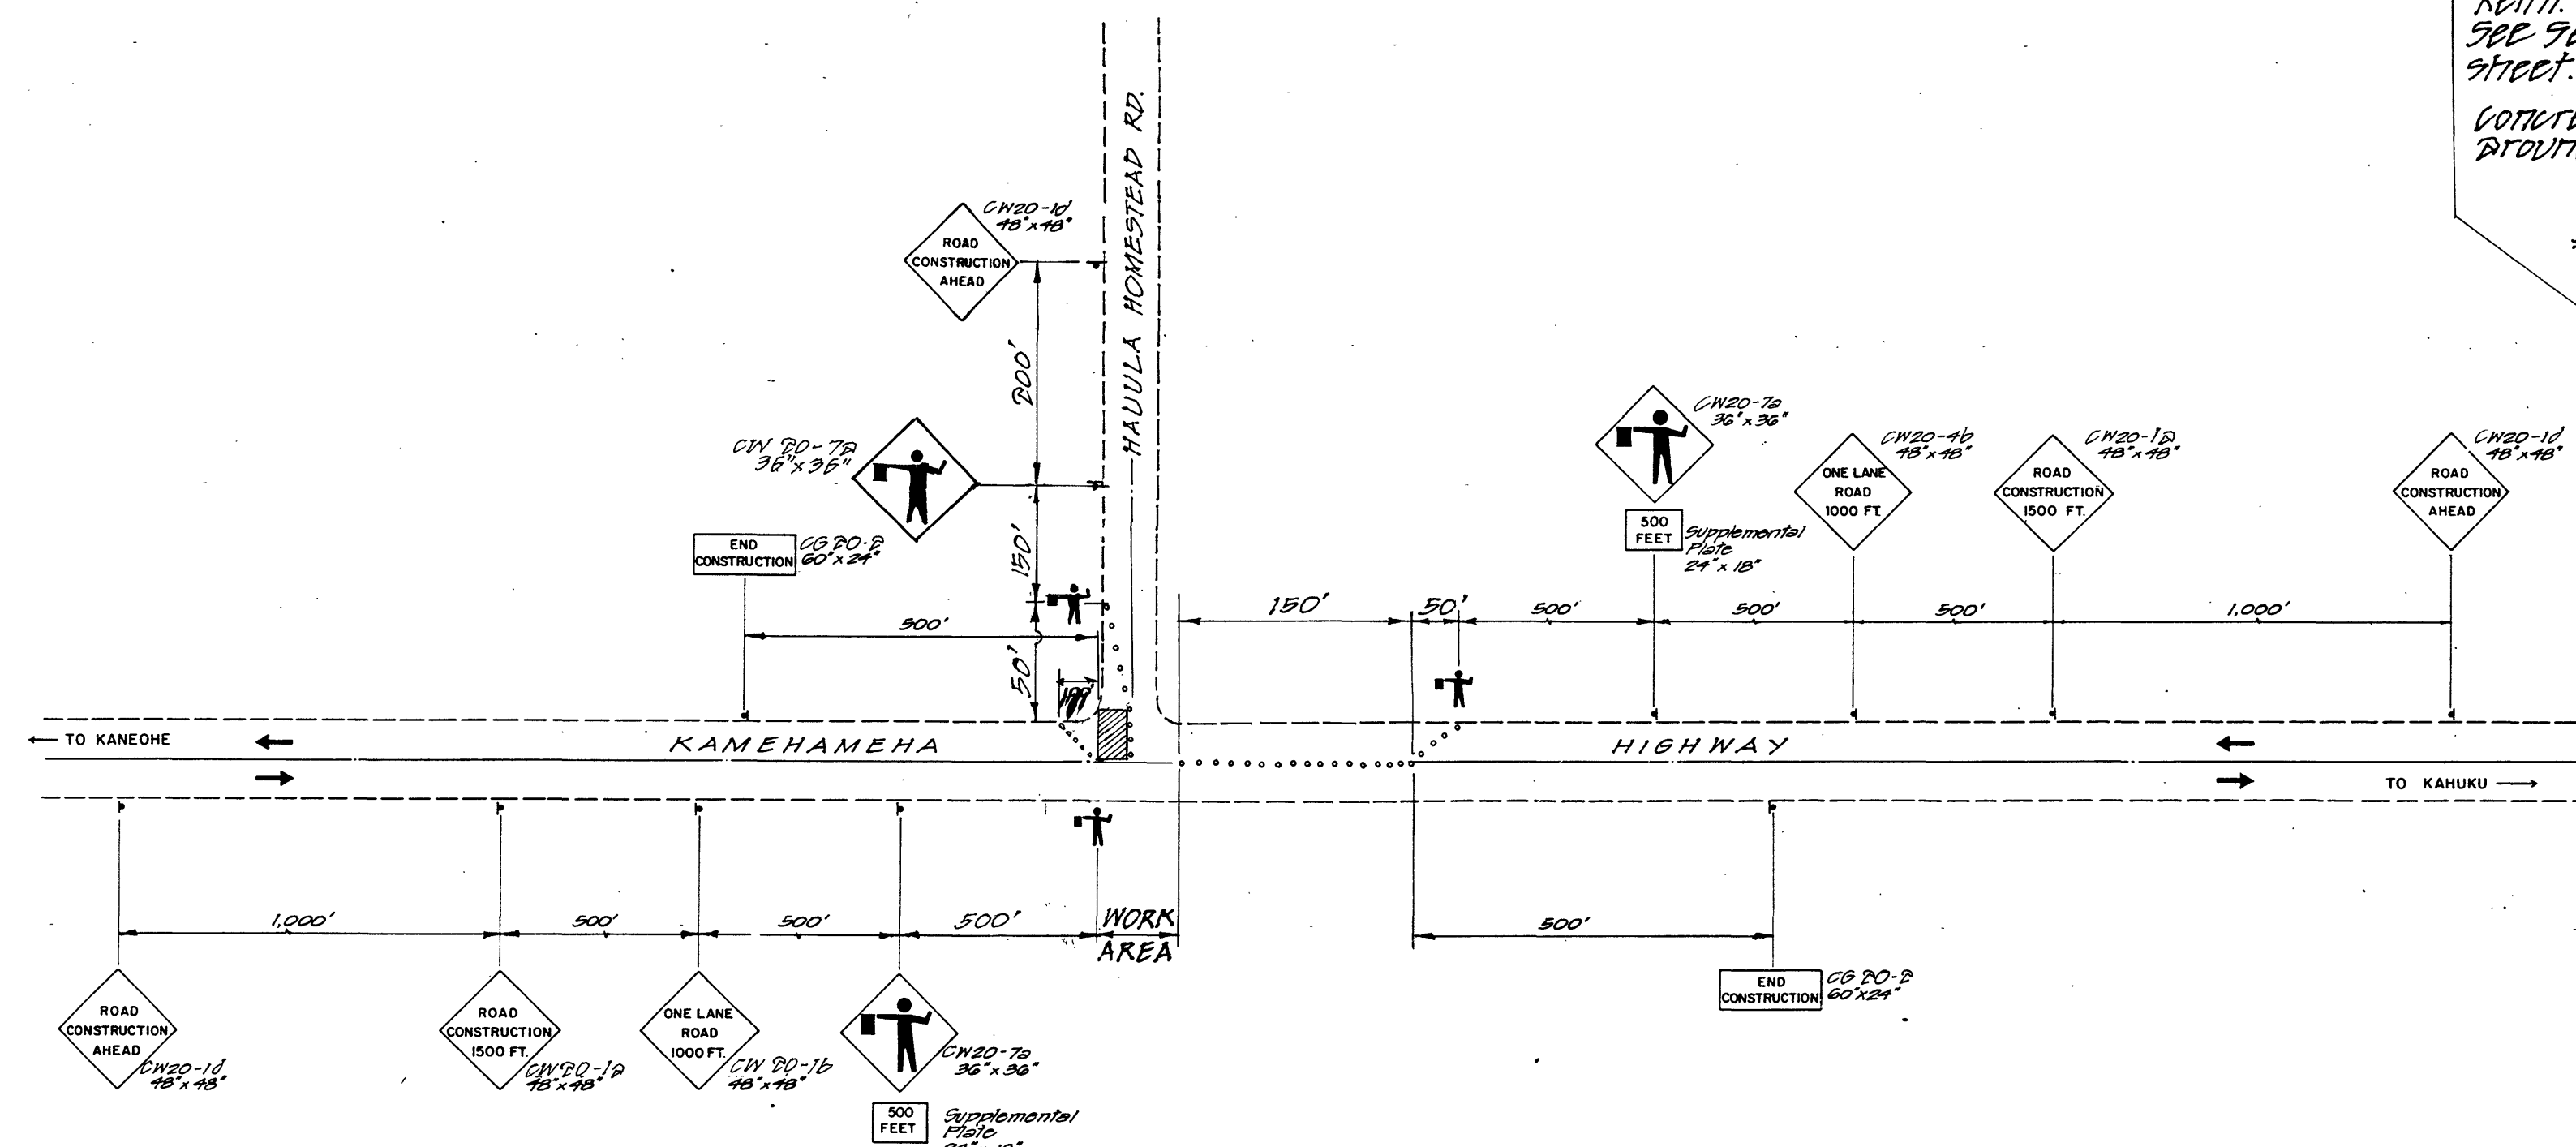 See
sheet.
CW20-1d
48"x48"
ROAD
CONSTRUCTION
AHEAD
HAUULA HOMESTEAD RD.
200'
CW 20-7a
36"x36"
150'
END
CONSTRUCTION
CG 20-2
60"x24"
500'
50'
CW20-7a
36"x36"
500
FEET
Supplemental
Plate
24"x18"
CW20-4b
48"x48"
ONE LANE
ROAD
1000 FT.
CW20-1a
48"x48"
ROAD
CONSTRUCTION
1500 FT.
CW20-1d
48"x48"
ROAD
CONSTRUCTION
AHEAD
150'
50'
500'
500'
500'
1,000'
TO KANEOHE
KAMEHAMEHA HIGHWAY
TO KAHUKU
1,000'
500'
500'
500'
WORK
AREA
500'
ROAD
CONSTRUCTION
AHEAD
CW20-1d
48"x48"
ROAD
CONSTRUCTION
1500 FT.
CW20-1a
48"x48"
ONE LANE
ROAD
1000 FT.
CW 20-1b
48"x48"
CW20-7a
36"x36"
500
FEET
Supplemental
Plate
END
CONSTRUCTION
CG 20-2
60"x24"